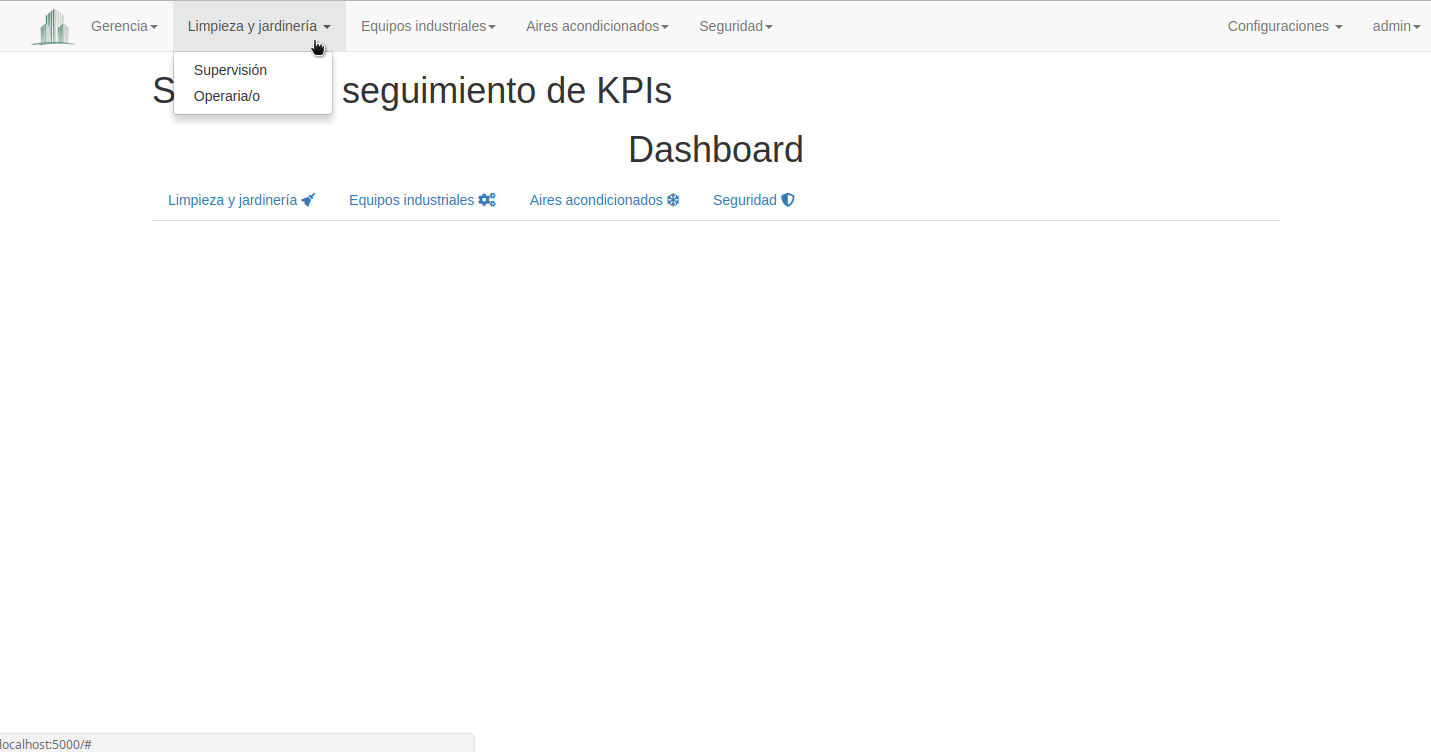 Gerencia Limpieza y jardinería Equipos industriales Aires acondicionados Seguridad Configuraciones admin
Supervisión
Operaria/o
S seguimiento de KPIs
Dashboard
Limpieza y jardinería Equipos industriales Aires acondicionados Seguridad
localhost:5000/#